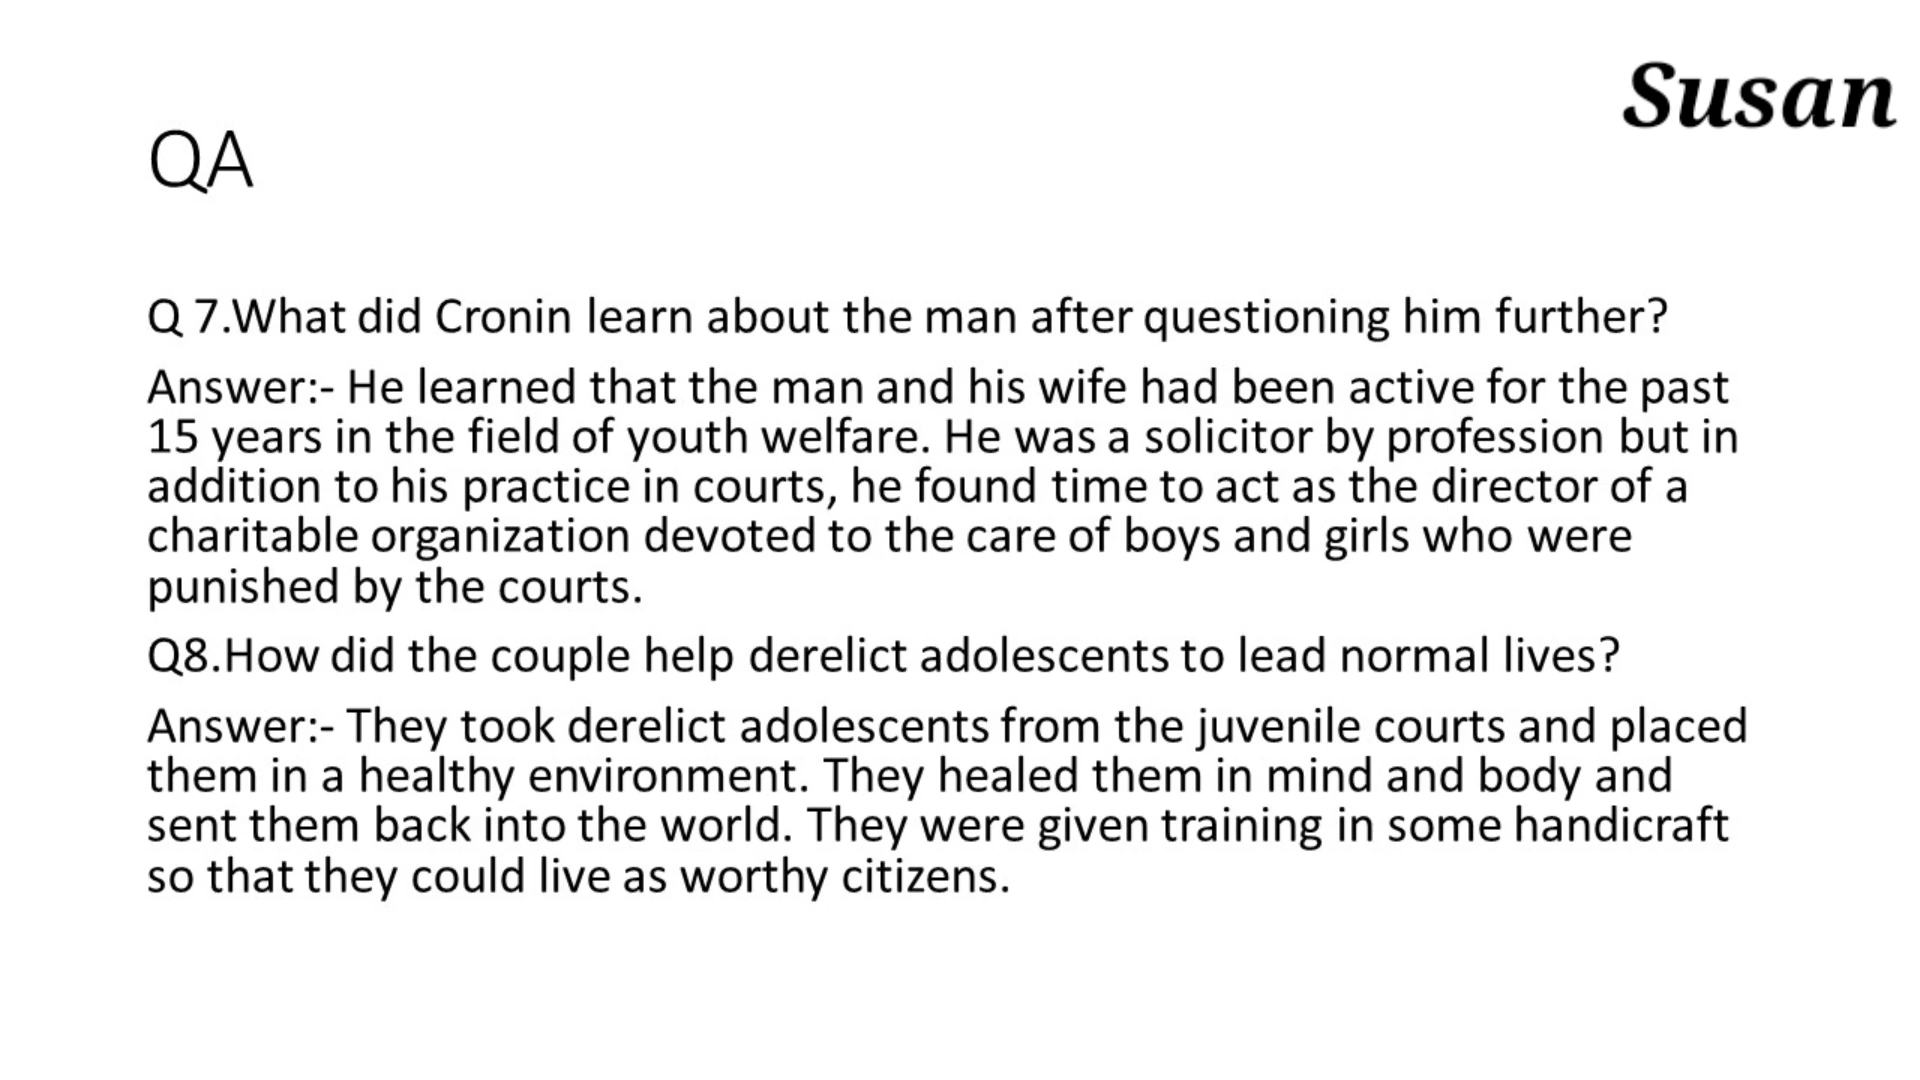 Susan
QA
Q 7.What did Cronin learn about the man after questioning him further?
Answer:- He learned that the man and his wife had been active for the past
15 years in the field of youth welfare. He was a solicitor by profession but in
addition to his practice in courts, he found time to act as the director of a
charitable organization devoted to the care of boys and girls who were
punished by the courts.
Q8.How did the couple help derelict adolescents to lead normal lives?
Answer:- They took derelict adolescents from the juvenile courts and placed
them in a healthy environment. They healed them in mind and body and
sent them back into the world. They were given training in some handicraft
so that they could live as worthy citizens.